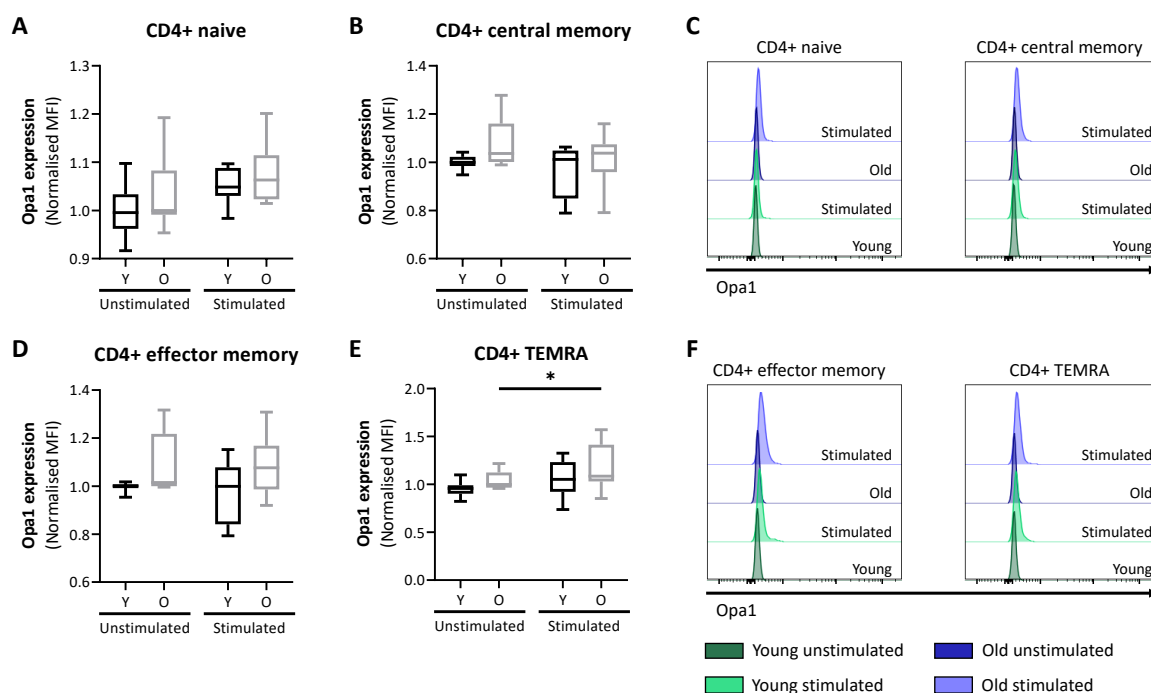 A
CD4+ naive
Opa1 expression
(Normalised MFI)
1.3
1.2
1.1
1.0
0.9
Y O Y O
Unstimulated Stimulated
B
CD4+ central memory
Opa1 expression
(Normalised MFI)
1.4
1.2
1.0
0.8
0.6
Y O Y O
Unstimulated Stimulated
C
CD4+ naive
Stimulated
Old
Stimulated
Young
CD4+ central memory
Stimulated
Old
Stimulated
Young
Opa1
D
CD4+ effector memory
Opa1 expression
(Normalised MFI)
1.4
1.2
1.0
0.8
0.6
Y O Y O
Unstimulated Stimulated
E
CD4+ TEMRA
Opa1 expression
(Normalised MFI)
2.0
1.5
1.0
0.5
0.0
*
Y O Y O
Unstimulated Stimulated
F
CD4+ effector memory
Stimulated
Old
Stimulated
Young
CD4+ TEMRA
Stimulated
Old
Stimulated
Young
Opa1
Young unstimulated
Old unstimulated
Young stimulated
Old stimulated